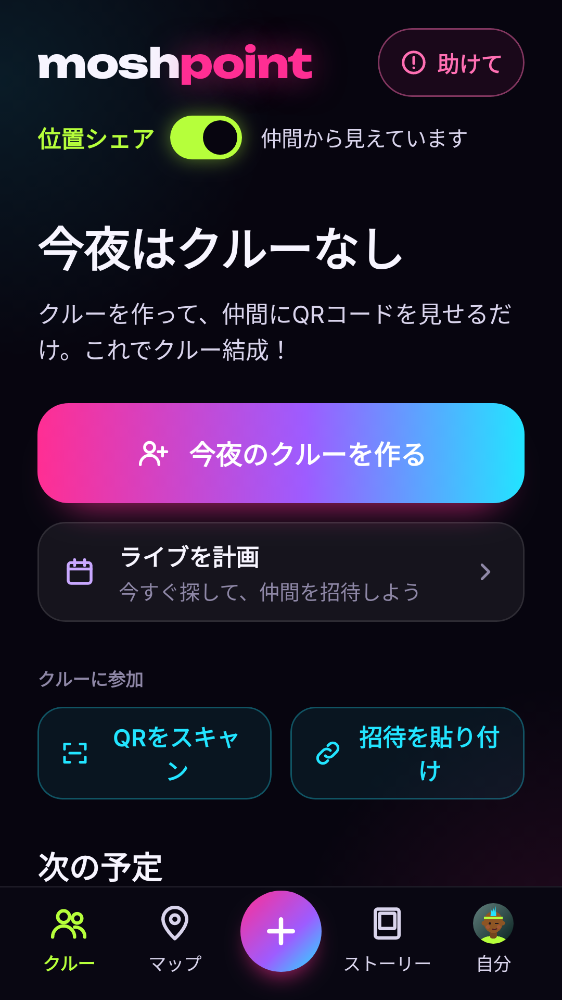 moshpoint
助けて
位置シェア
仲間から見えています
今夜はクルーなし
クルーを作って、仲間にQRコードを見せるだ
け。これでクルー結成！
今夜のクルーを作る
ライブを計画
今すぐ探して、仲間を招待しよう
クルーに参加
QRをスキャ
ン
招待を貼り付
け
次の予定
クルー
マップ
ストーリー
自分